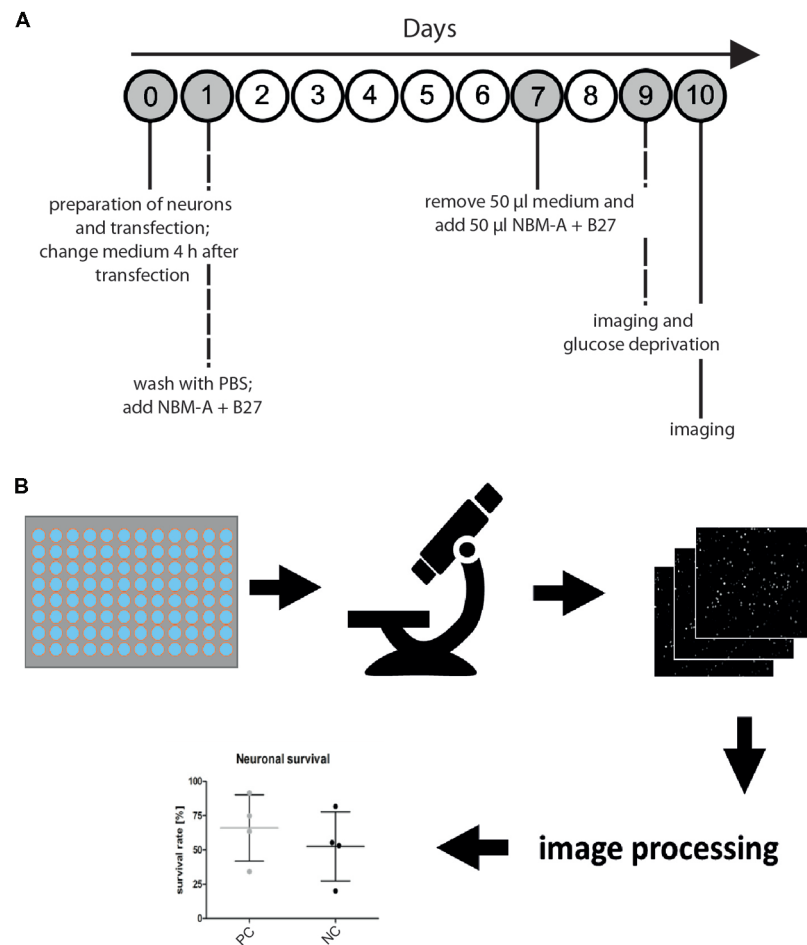 A
Days
0 1 2 3 4 5 6 7 8 9 10
preparation of neurons
and transfection;
change medium 4 h after
transfection
wash with PBS;
add NBM-A + B27
remove 50 µl medium and
add 50 µl NBM-A + B27
imaging and
glucose deprivation
imaging
B
Neuronal survival
survival rate [%]
100
75
50
25
0
PC
NC
image processing